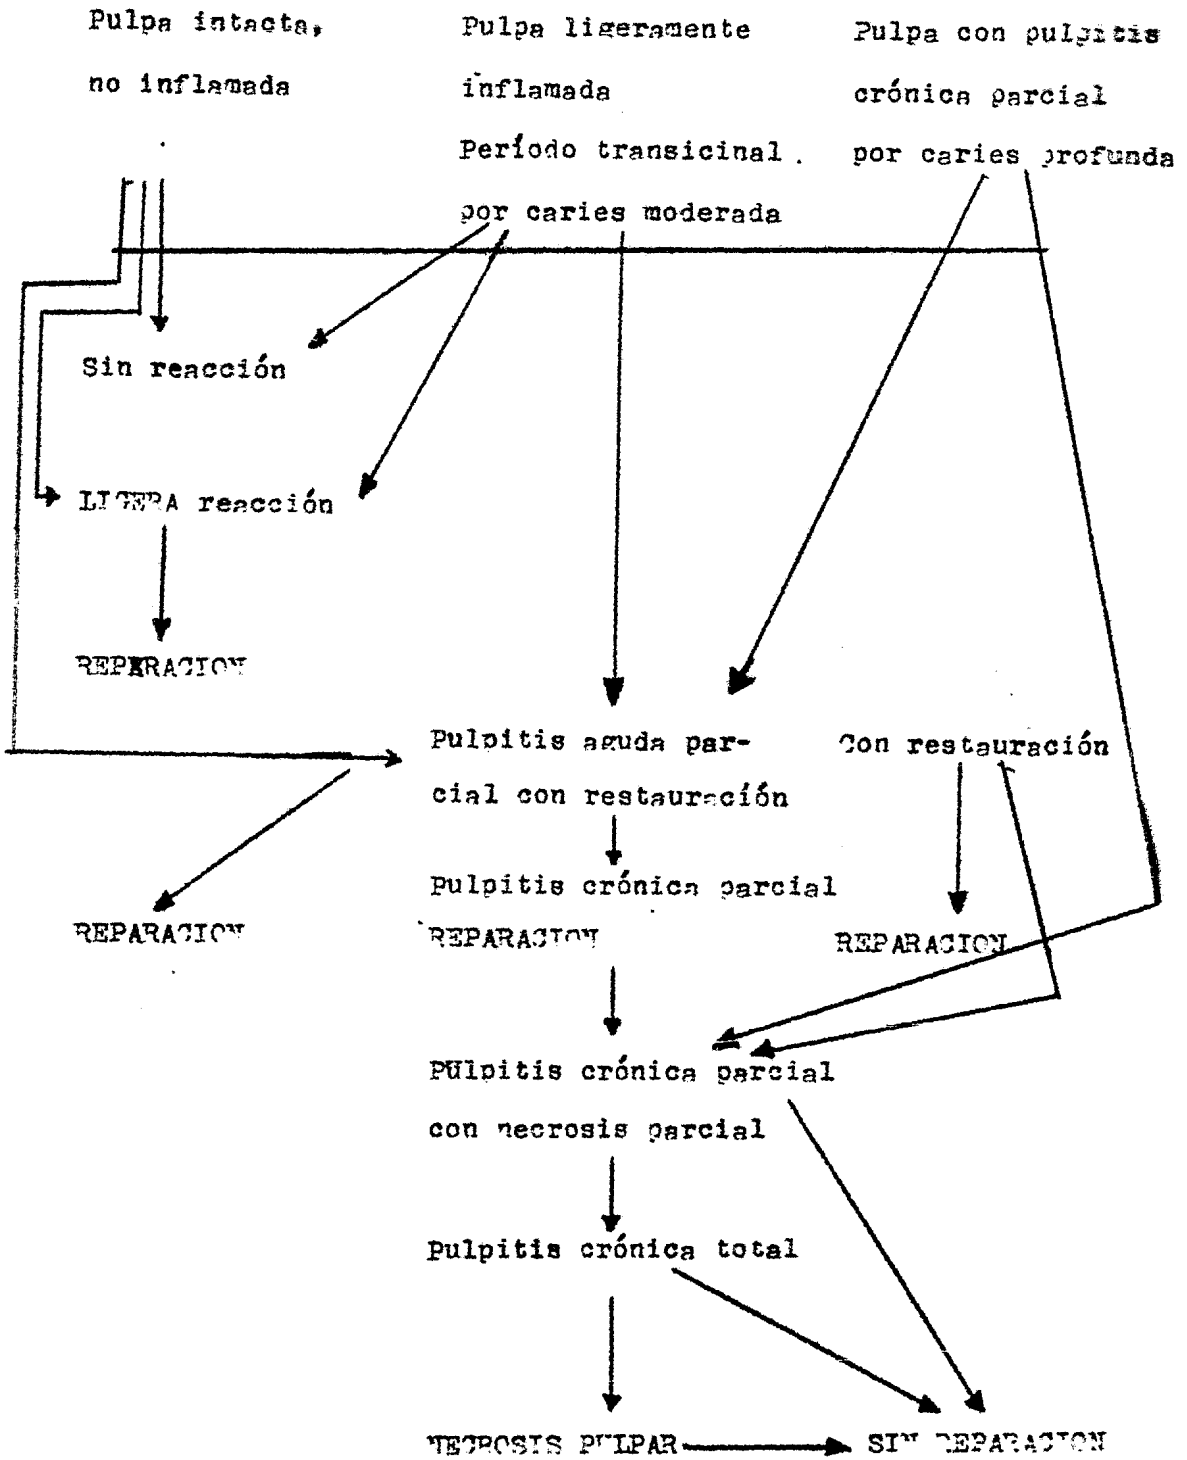 Pulpa intacta,
no inflamada
Pulpa ligeramente
inflamada
Período transicinal.
por caries moderada
Pulpa con pulpitis
crónica parcial
por caries profunda
Sin reacción
LIGERA reacción
REPARACION
Pulpitis aguda par-
cial con restauración
Con restauración
Pulpitis crónica parcial
REPARACION
REPARACION
REPARACION
PUlpitis crónica parcial
con necrosis parcial
Pulpitis crónica total
NECROSIS PULPAR
SIN REPARACION